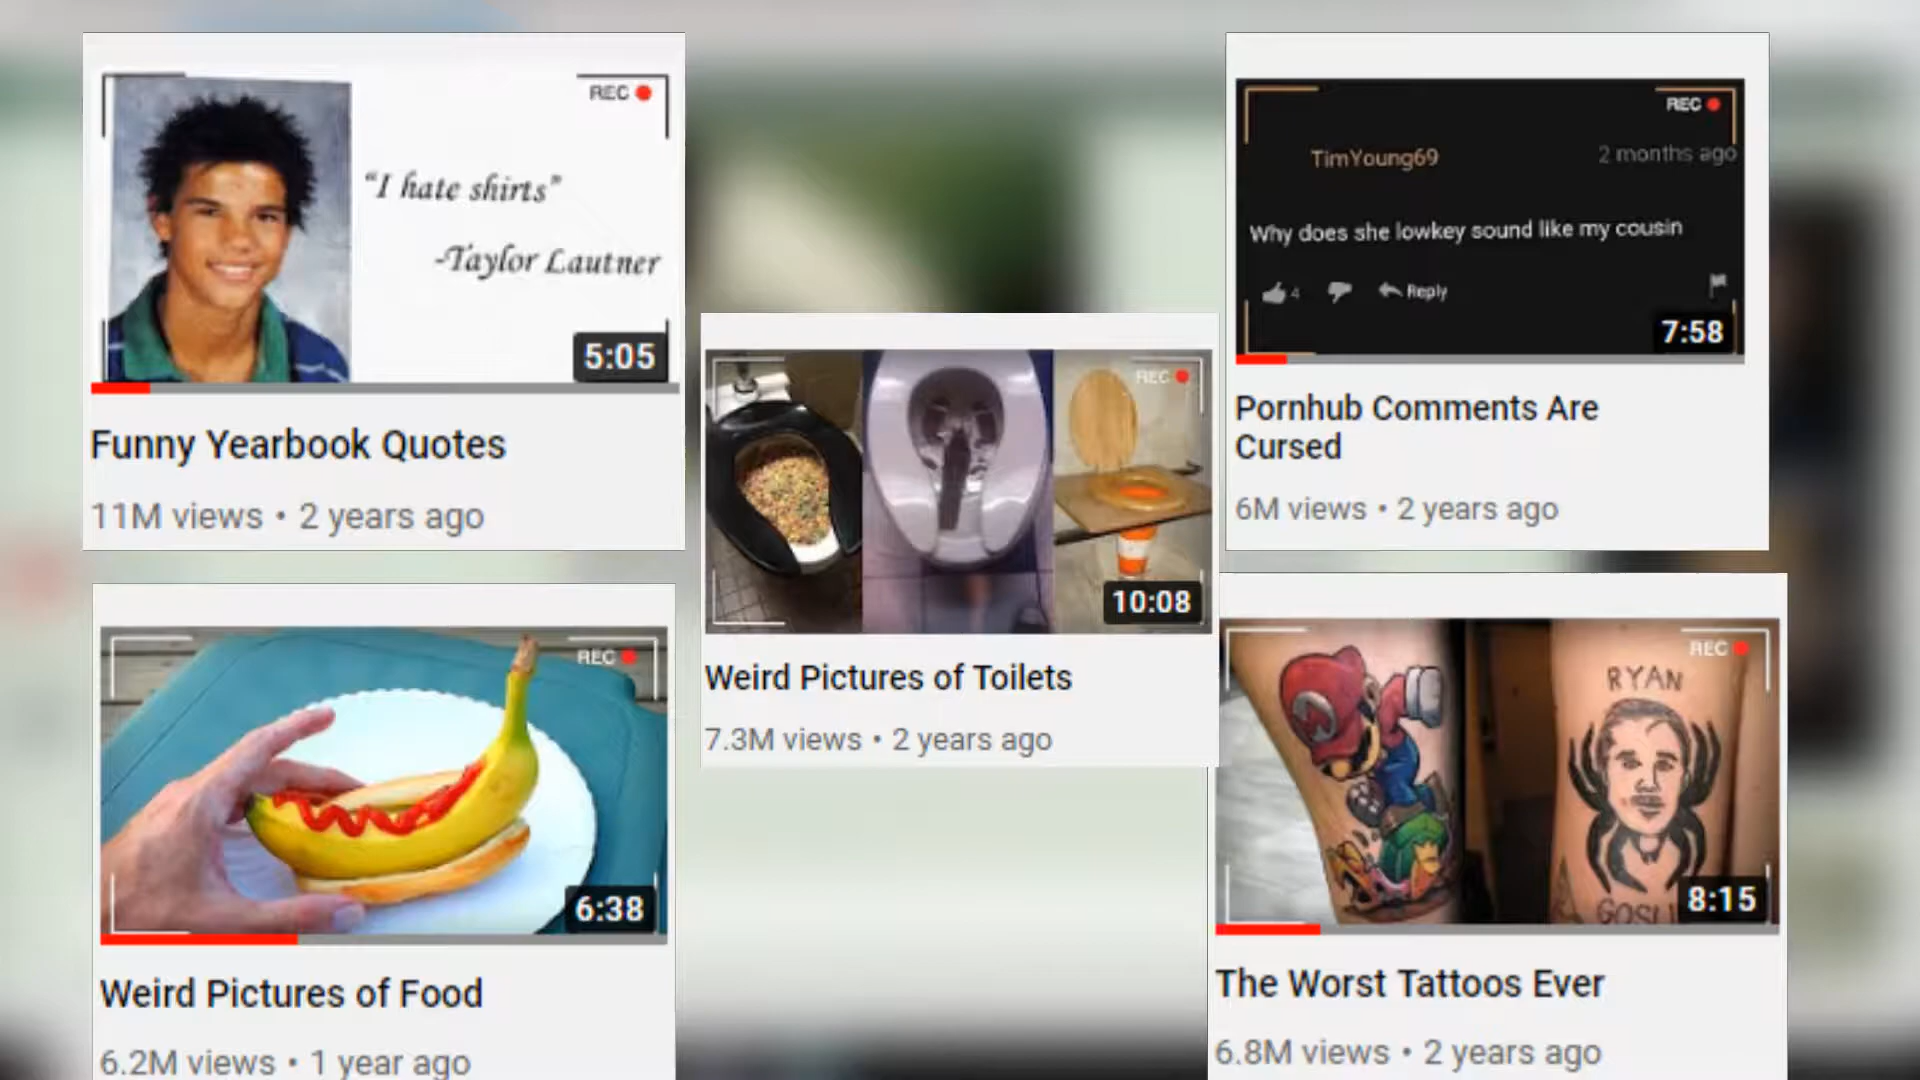 REC
"I hate shirts"
-Taylor Lautner
5:05
Funny Yearbook Quotes
11M views • 2 years ago
REC
6:38
Weird Pictures of Food
6.2M views • 1 year ago
REC
10:08
Weird Pictures of Toilets
7.3M views • 2 years ago
REC
TimYoung69 2 months ago
Why does she lowkey sound like my cousin
4 Reply
7:58
Pornhub Comments Are
Cursed
6M views • 2 years ago
REC
RYAN
8:15
The Worst Tattoos Ever
6.8M views • 2 years ago